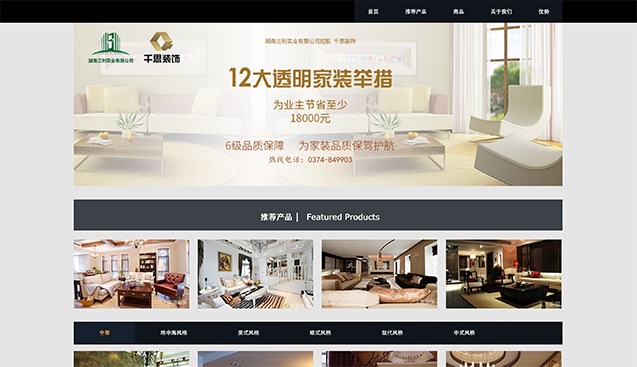 首页 推荐产品 商品 关于我们 优势
湖南三利实业有限公司控股 千思装饰
湖南三利实业有限公司
千思装饰
12大透明家装举措
为业主节省至少
18000元
6级品质保障 为家装品质保驾护航
热线电话：0374-849903
推荐产品 | Featured Products
全部 地中海风格 美式风格 欧式风格 现代风格 中式风格